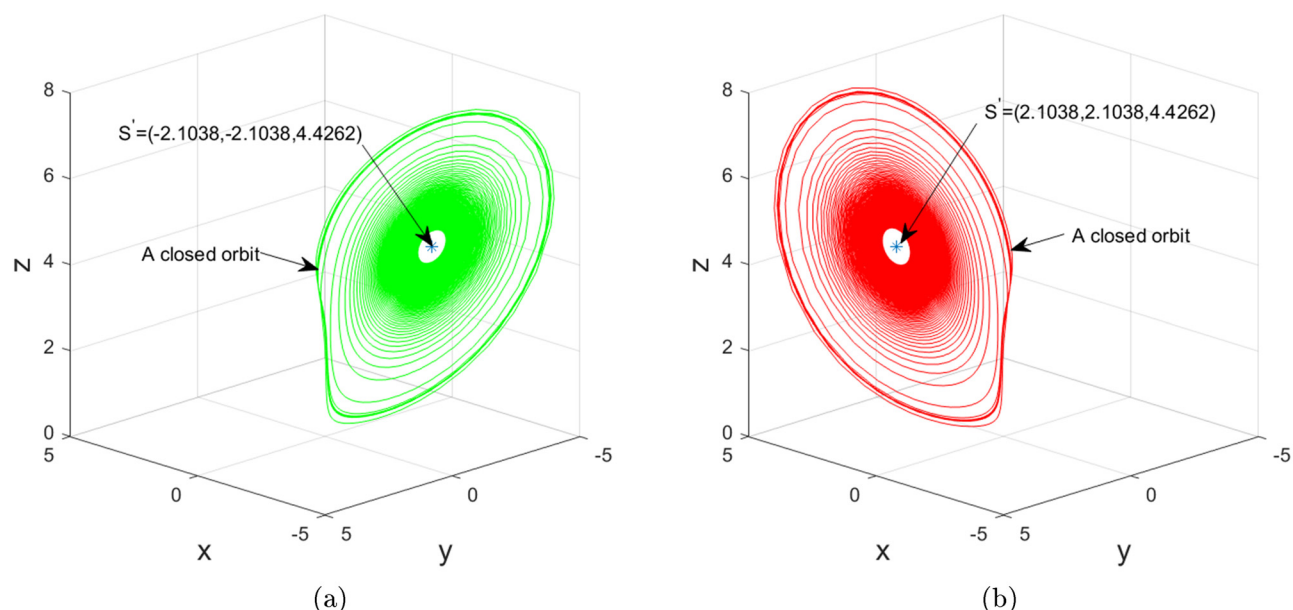 8
6
4
2
0
z
5
0
-5
x
5
0
-5
y
S'=(-2.1038,-2.1038,4.4262)
A closed orbit
(a)
8
6
4
2
0
z
5
0
-5
x
5
0
-5
y
S'=(2.1038,2.1038,4.4262)
A closed orbit
(b)